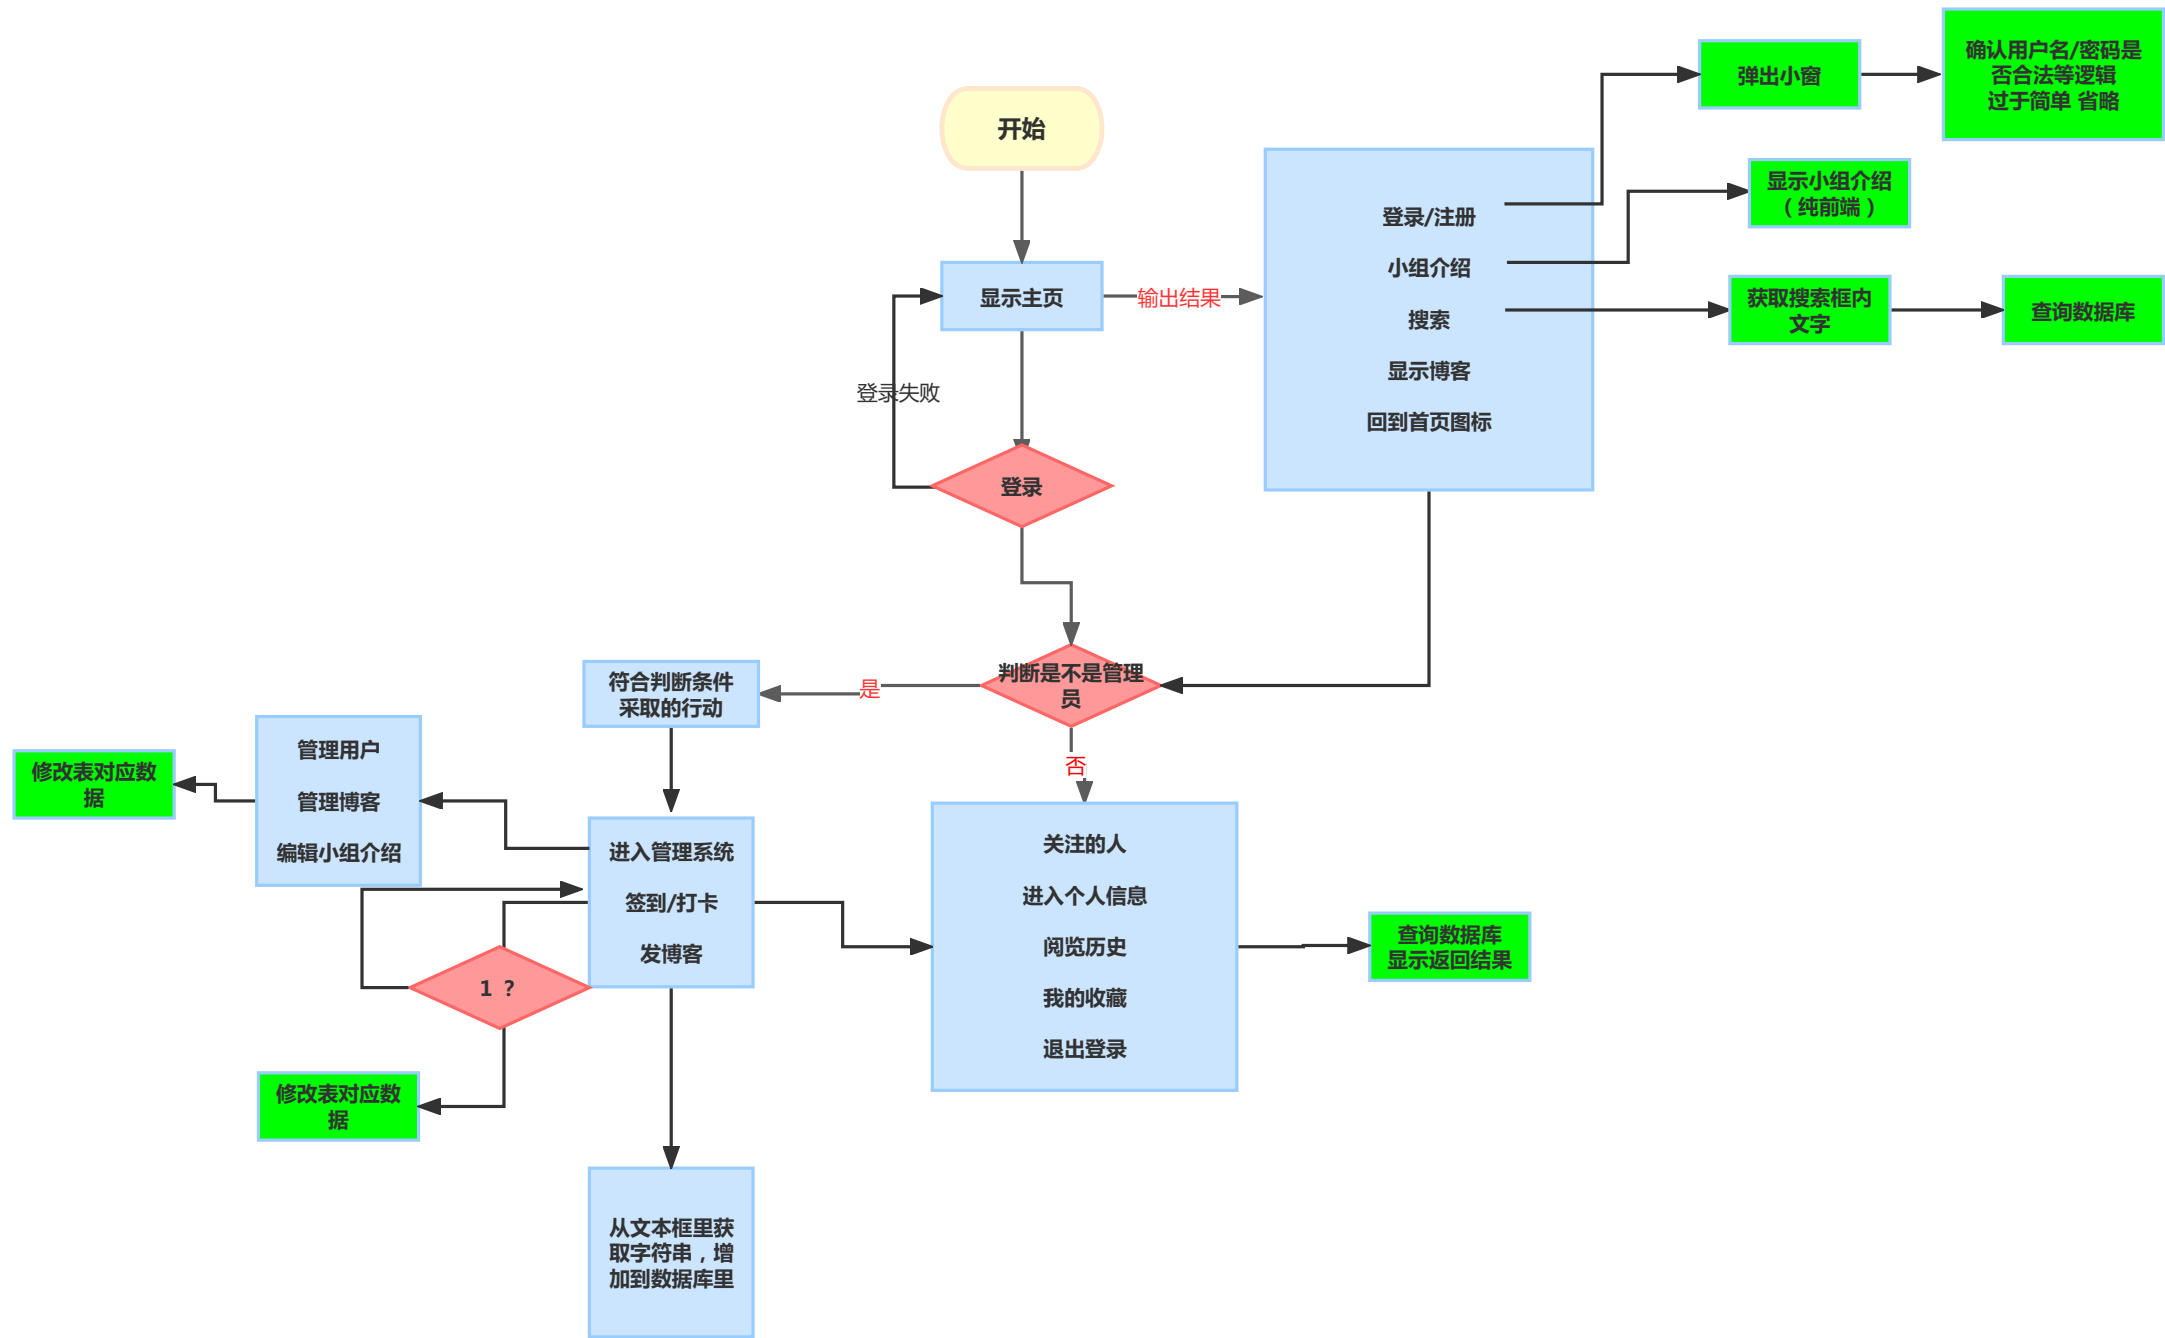 开始
弹出小窗
确认用户名/密码是
否合法等逻辑
过于简单 省略
显示主页
输出结果
登录/注册
小组介绍
搜索
显示博客
回到首页图标
显示小组介绍
（纯前端）
获取搜索框内
文字
查询数据库
登录失败
登录
判断是不是管理
员
是
否
符合判断条件
采取的行动
管理用户
管理博客
编辑小组介绍
修改表对应数
据
进入管理系统
签到/打卡
发博客
1 ？
修改表对应数
据
关注的人
进入个人信息
阅览历史
我的收藏
退出登录
查询数据库
显示返回结果
从文本框里获
取字符串，增
加到数据库里